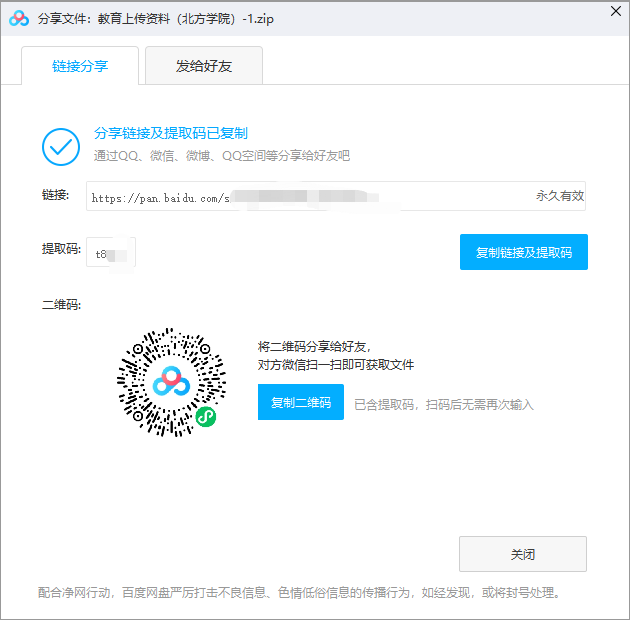 分享文件：教育上传资料（北方学院）-1.zip
链接分享
发给好友
分享链接及提取码已复制
通过QQ、微信、微博、QQ空间等分享给好友吧
链接:
https://pan.baidu.com/s
永久有效
提取码:
t8
复制链接及提取码
二维码:
将二维码分享给好友，
对方微信扫一扫即可获取文件
复制二维码
已含提取码，扫码后无需再次输入
关闭
配合净网行动，百度网盘严厉打击不良信息、色情低俗信息的传播行为，如经发现，或将封号处理。